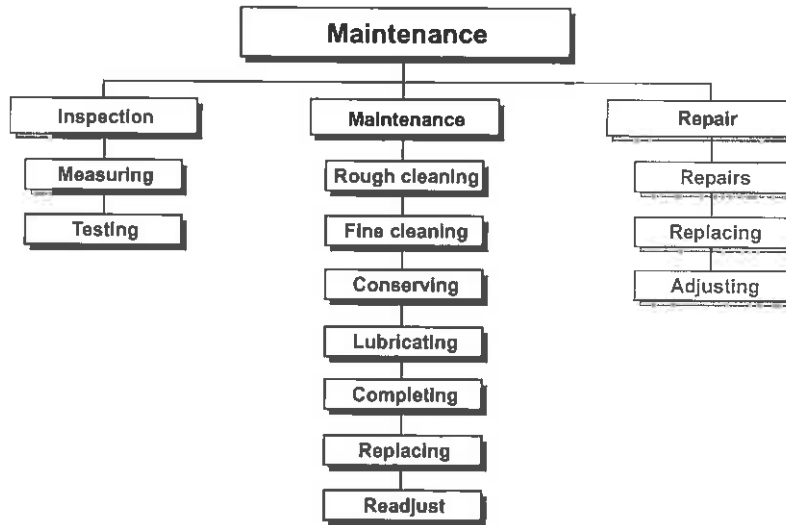 Maintenance
Inspection
Measuring
Testing
Maintenance
Rough cleaning
Fine cleaning
Conserving
Lubricating
Completing
Replacing
Readjust
Repair
Repairs
Replacing
Adjusting